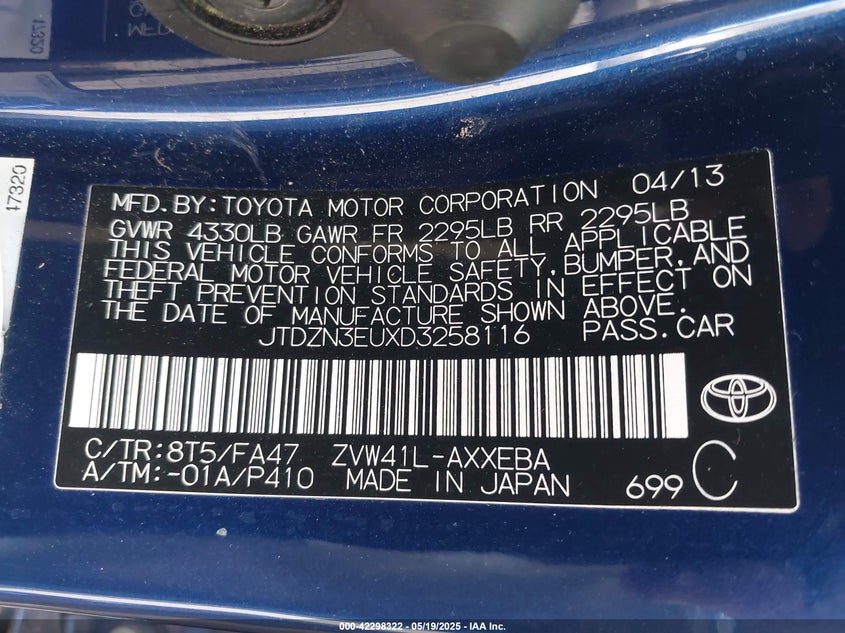 17320
MFD.BY:TOYOTA MOTOR CORPORATION 04/13
GVWR 4330LB GAWR FR 2295LB RR 2295LB
THIS VEHICLE CONFORMS TO ALL APPLICABLE
FEDERAL MOTOR VEHICLE SAFETY,BUMPER,AND
THEFT PREVENTION STANDARDS IN EFFECT ON
THE DATE OF MANUFACTURE SHOWN ABOVE.
JTDZN3EUXD3258116 PASS.CAR
C/TR:8T5/FA47 ZVW41L-AXXEBA
A/TM:-01A/P410 MADE IN JAPAN
699 C
000-42298322 / 05/19/2025 - IAA Inc.